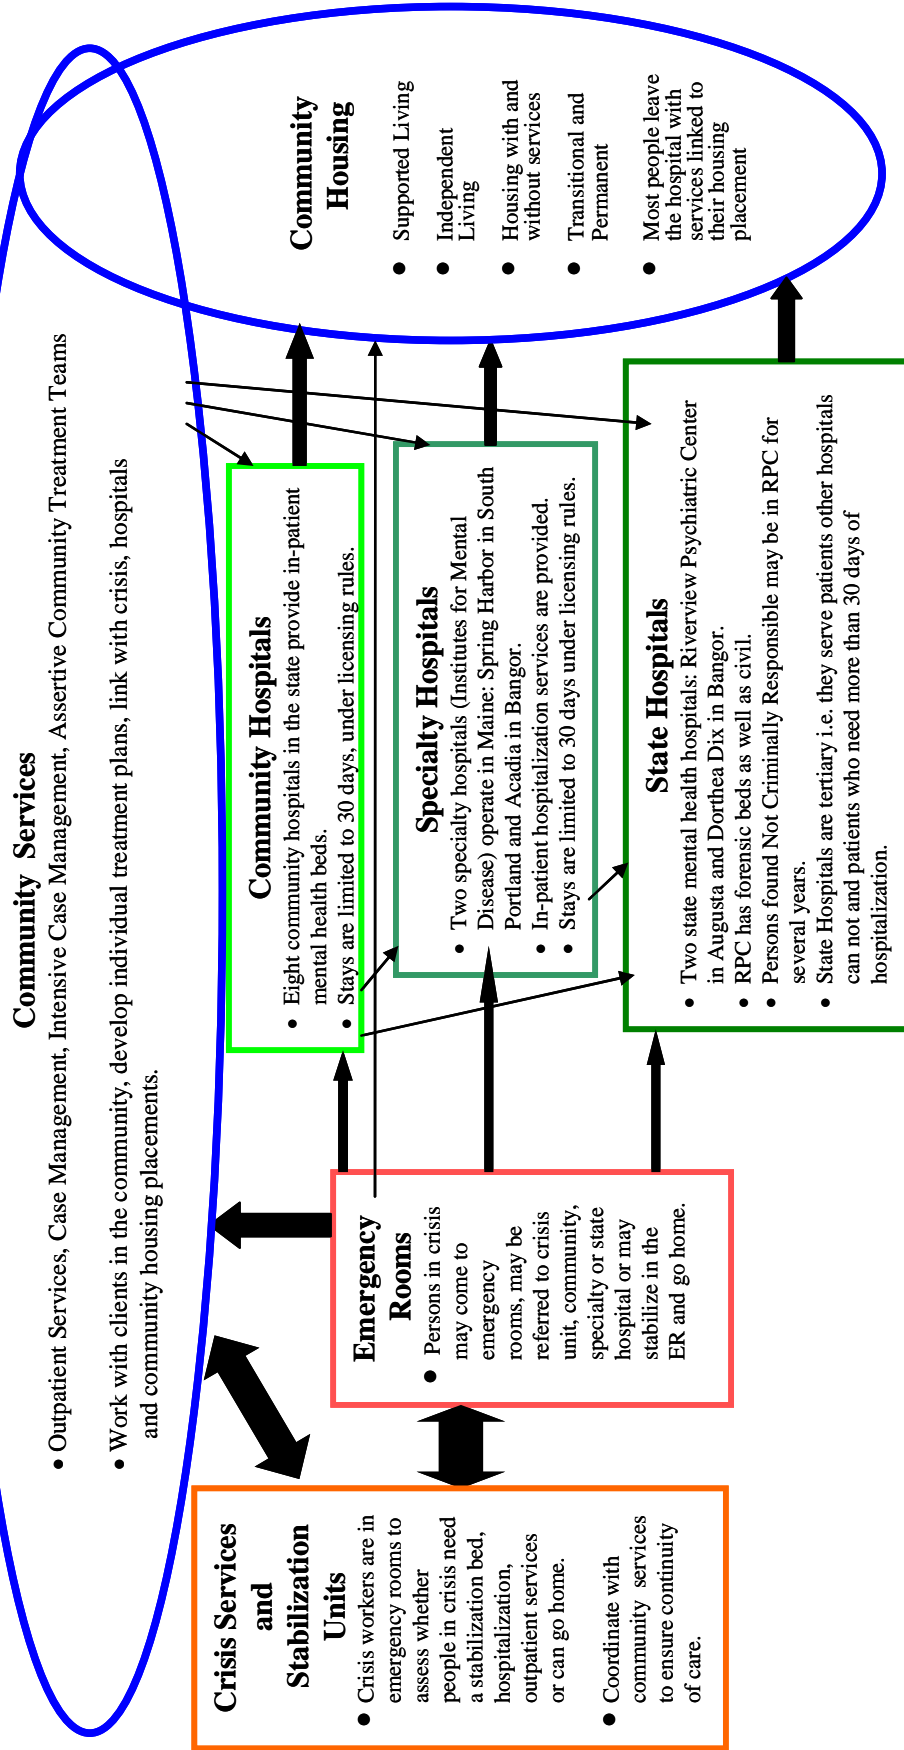 Community Services
• Outpatient Services, Case Management, Intensive Case Management, Assertive Community Treatment Teams
• Work with clients in the community, develop individual treatment plans, link with crisis, hospitals
and community housing placements.
Crisis Services
and
Stabilization
Units
• Crisis workers are in
emergency rooms to
assess whether
people in crisis need
a stabilization bed,
hospitalization,
outpatient services
or can go home.
• Coordinate with
community services
to ensure continuity
of care.
Emergency
Rooms
• Persons in crisis
may come to
emergency
rooms, may be
referred to crisis
unit, community,
specialty or state
hospital or may
stabilize in the
ER and go home.
Community Hospitals
• Eight community hospitals in the state provide in-patient
mental health beds.
• Stays are limited to 30 days, under licensing rules.
Specialty Hospitals
• Two specialty hospitals (Institutes for Mental
Disease) operate in Maine: Spring Harbor in South
Portland and Acadia in Bangor.
• In-patient hospitalization services are provided.
• Stays are limited to 30 days under licensing rules.
State Hospitals
• Two state mental health hospitals: Riverview Psychiatric Center
in Augusta and Dorthea Dix in Bangor.
• RPC has forensic beds as well as civil.
• Persons found Not Criminally Responsible may be in RPC for
several years.
• State Hospitals are tertiary i.e. they serve patients other hospitals
can not and patients who need more than 30 days of
hospitalization.
Community
Housing
• Supported Living
• Independent
Living
• Housing with and
without services
• Transitional and
Permanent
• Most people leave
the hospital with
services linked to
their housing
placement